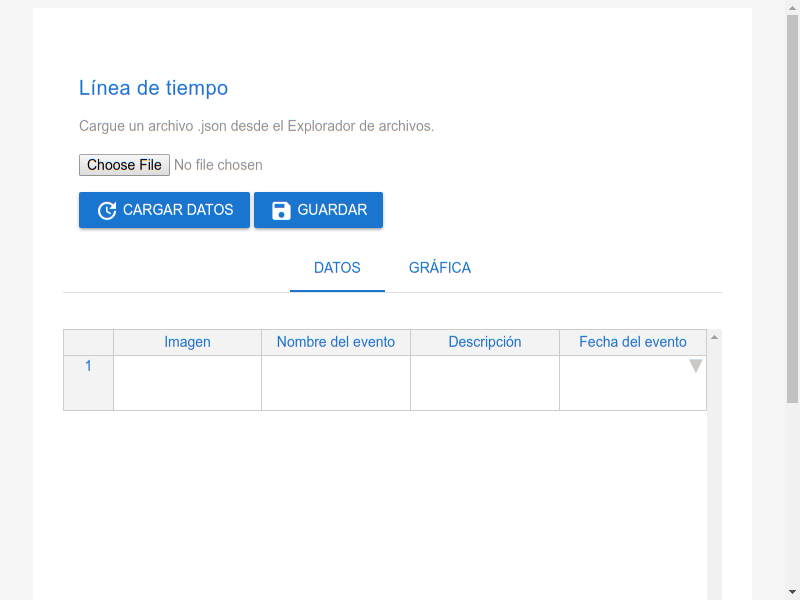 Línea de tiempo
Cargue un archivo .json desde el Explorador de archivos.
Choose File No file chosen
CARGAR DATOS GUARDAR
DATOS GRÁFICA
Imagen Nombre del evento Descripción Fecha del evento
1